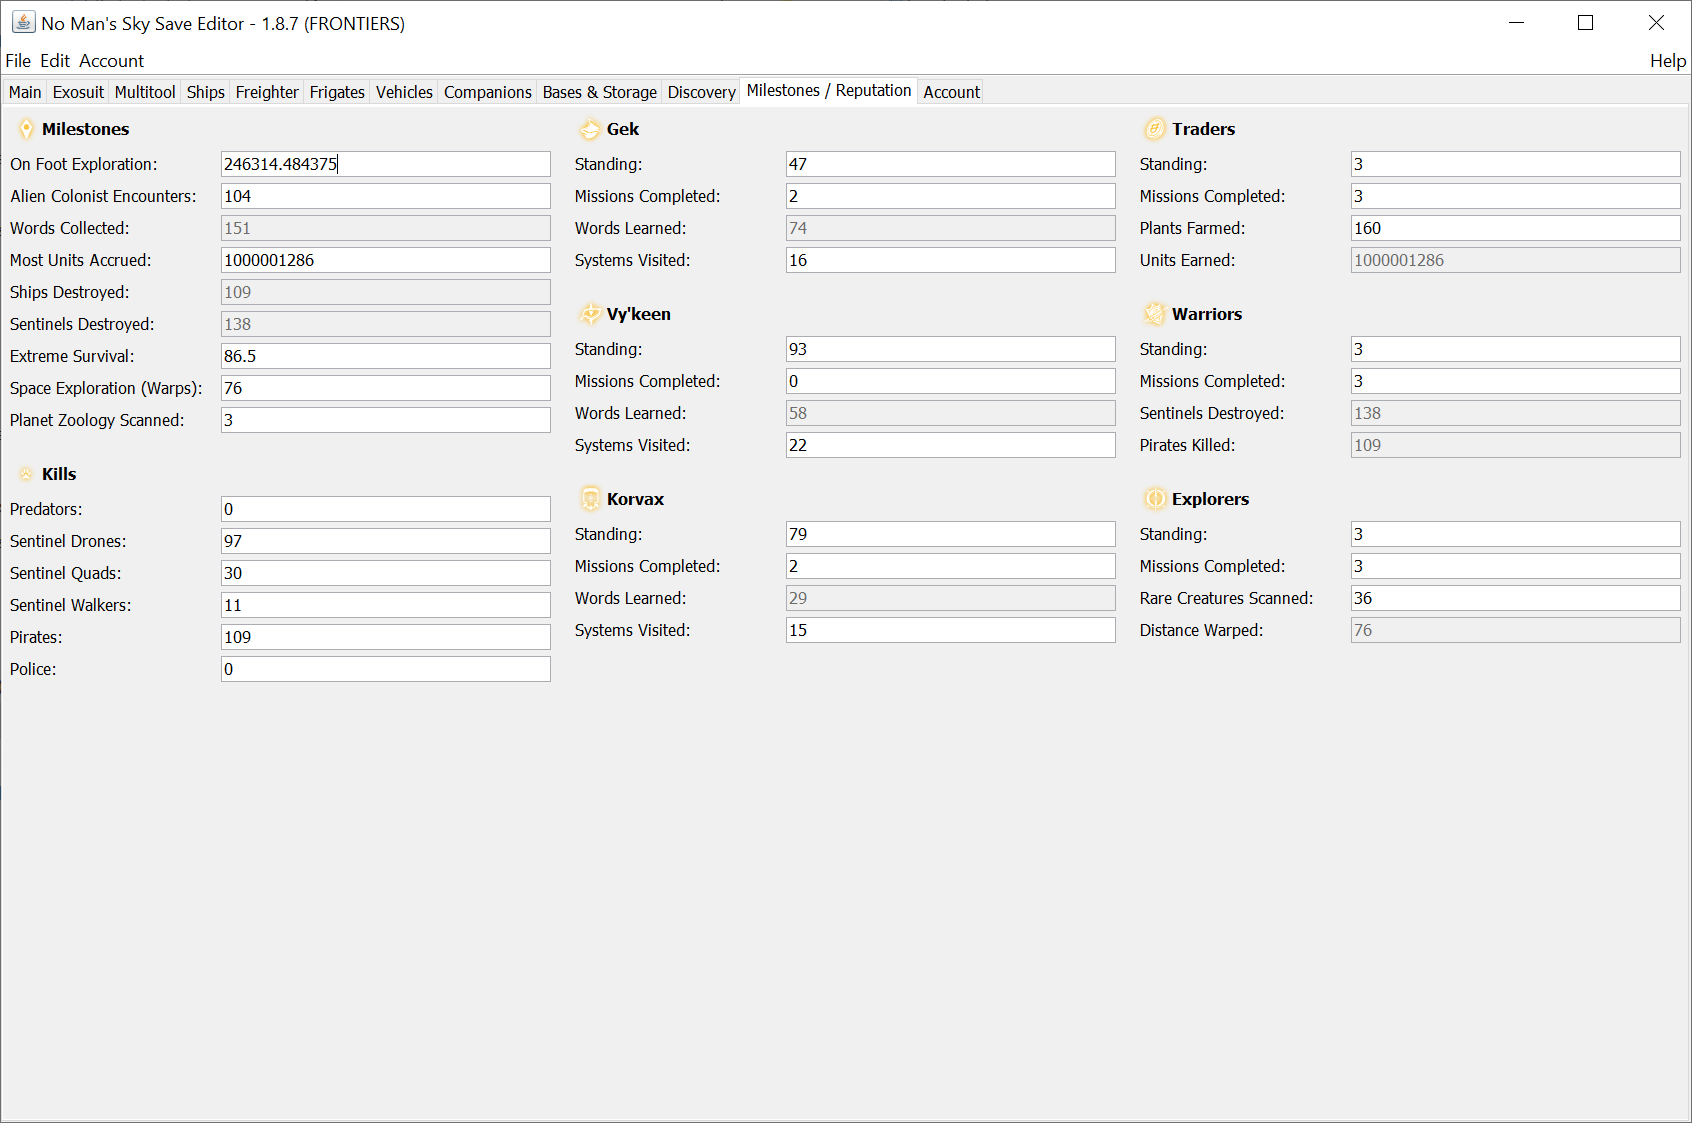 No Man's Sky Save Editor - 1.8.7 (FRONTIERS)
File Edit Account Help
Main Exosuit Multitool Ships Freighter Frigates Vehicles Companions Bases & Storage Discovery Milestones / Reputation Account
Milestones
On Foot Exploration: 246314.484375
Alien Colonist Encounters: 104
Words Collected: 151
Most Units Accrued: 1000001286
Ships Destroyed: 109
Sentinels Destroyed: 138
Extreme Survival: 86.5
Space Exploration (Warps): 76
Planet Zoology Scanned: 3
Kills
Predators: 0
Sentinel Drones: 97
Sentinel Quads: 30
Sentinel Walkers: 11
Pirates: 109
Police: 0
Gek
Standing: 47
Missions Completed: 2
Words Learned: 74
Systems Visited: 16
Vy'keen
Standing: 93
Missions Completed: 0
Words Learned: 58
Systems Visited: 22
Korvax
Standing: 79
Missions Completed: 2
Words Learned: 29
Systems Visited: 15
Traders
Standing: 3
Missions Completed: 3
Plants Farmed: 160
Units Earned: 1000001286
Warriors
Standing: 3
Missions Completed: 3
Sentinels Destroyed: 138
Pirates Killed: 109
Explorers
Standing: 3
Missions Completed: 3
Rare Creatures Scanned: 36
Distance Warped: 76